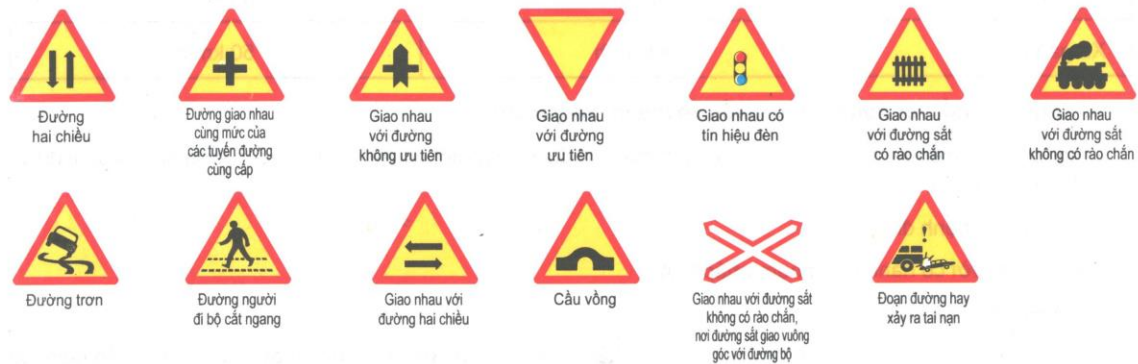 Đường
hai chiều
Đường giao nhau
cùng mức của
các tuyến đường
cùng cấp
Giao nhau
với đường
không ưu tiên
Giao nhau
với đường
ưu tiên
Giao nhau có
tín hiệu đèn
Giao nhau
với đường sắt
có rào chắn
Giao nhau
với đường sắt
không có rào chắn
Đường trơn
Đường người
đi bộ cắt ngang
Giao nhau với
đường hai chiều
Cầu vồng
Giao nhau với đường sắt
không có rào chắn,
nơi đường sắt giao vuông
góc với đường bộ
!
Đoạn đường hay
xảy ra tai nạn